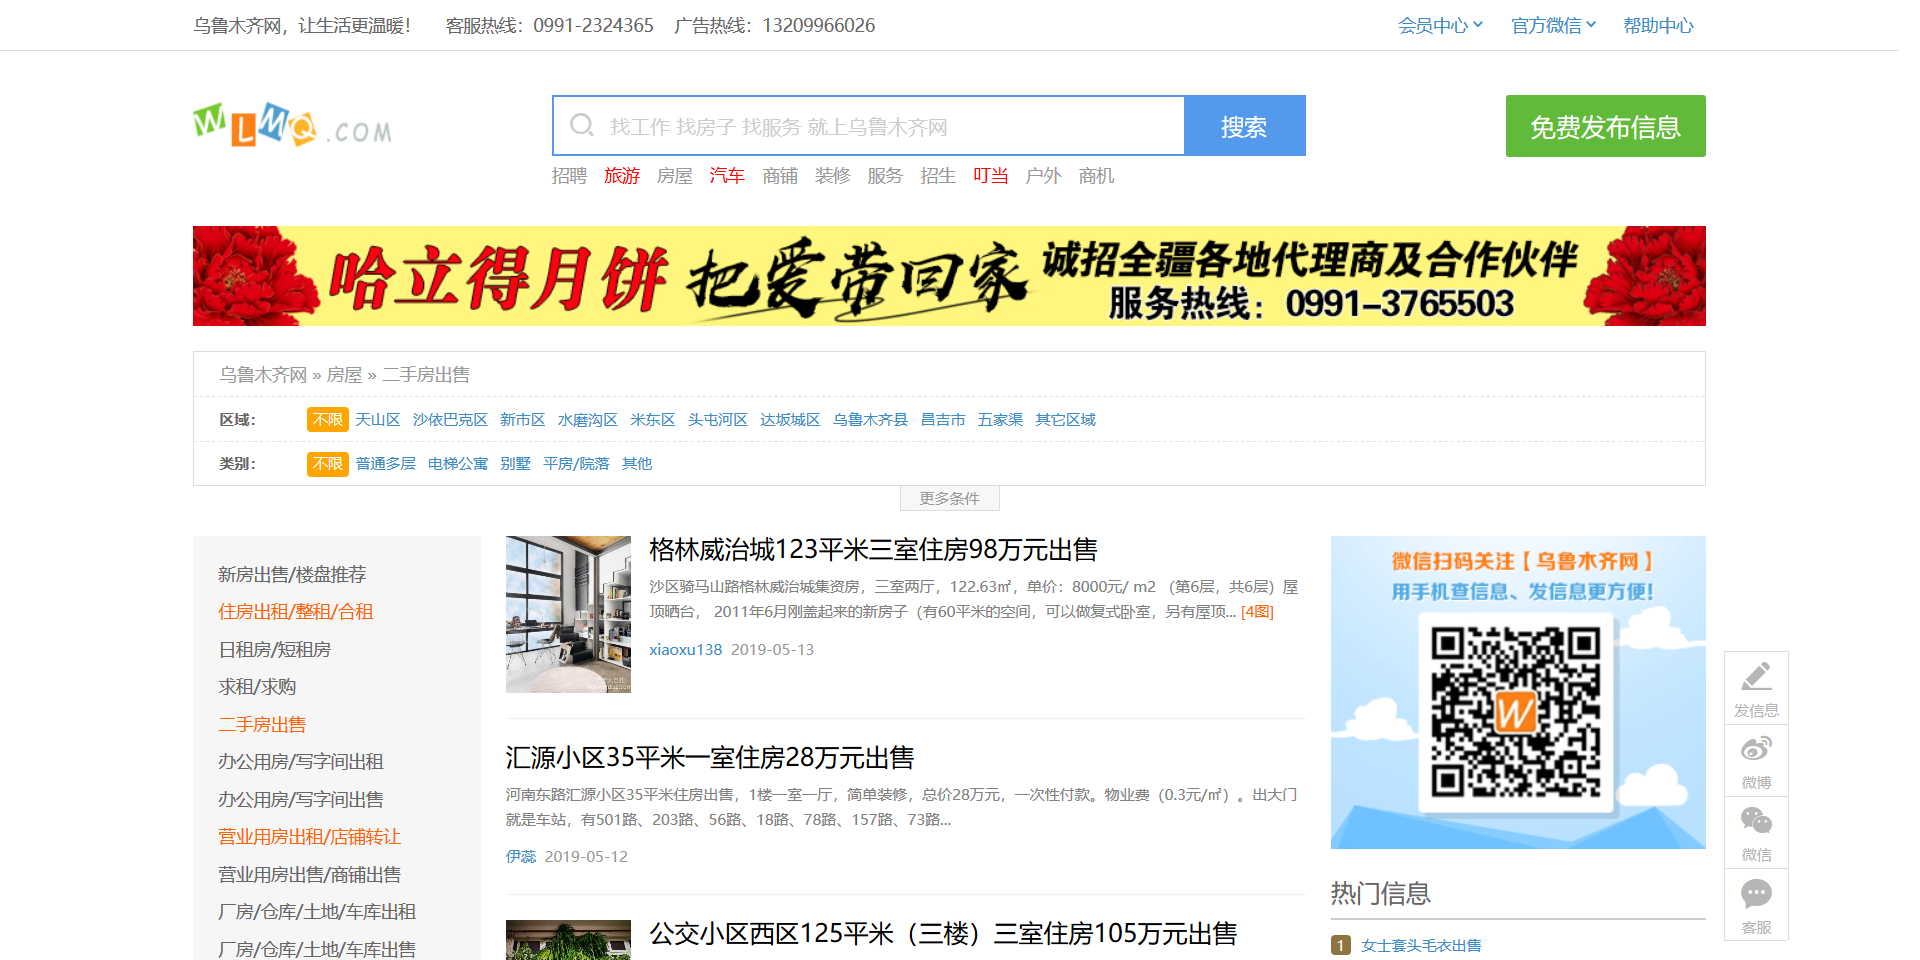 乌鲁木齐网，让生活更温暖！ 客服热线：0991-2324365 广告热线：13209966026 会员中心 官方微信 帮助中心
WLMQ.COM
找工作 找房子 找服务 就上乌鲁木齐网 搜索
免费发布信息
招聘 旅游 房屋 汽车 商铺 装修 服务 招生 叮当 户外 商机
哈立得月饼 把爱带回家 诚招全疆各地代理商及合作伙伴
服务热线：0991-3765503
乌鲁木齐网 » 房屋 » 二手房出售
区域： 不限 天山区 沙依巴克区 新市区 水磨沟区 米东区 头屯河区 达坂城区 乌鲁木齐县 昌吉市 五家渠 其它区域
类别： 不限 普通多层 电梯公寓 别墅 平房/院落 其他
更多条件
新房出售/楼盘推荐
住房出租/整租/合租
日租房/短租房
求租/求购
二手房出售
办公用房/写字间出租
办公用房/写字间出售
营业用房出租/店铺转让
营业用房出售/商铺出售
厂房/仓库/土地/车库出租
厂房/仓库/土地/车库出售
格林威治城123平米三室住房98万元出售
沙区骑马山路格林威治城集资房，三室两厅，122.63㎡，单价：8000元/ m2 （第6层，共6层）屋
顶晒台， 2011年6月刚盖起来的新房子（有60平米的空间，可以做复式卧室，另有屋顶... [4图]
xiaoxu138 2019-05-13
汇源小区35平米一室住房28万元出售
河南东路汇源小区35平米住房出售，1楼一室一厅，简单装修，总价28万元，一次性付款。物业费（0.3元/㎡）。出大门
就是车站，有501路、203路、56路、18路、78路、157路、73路...
伊蕊 2019-05-12
公交小区西区125平米（三楼）三室住房105万元出售
微信扫码关注【乌鲁木齐网】
用手机查信息、发信息更方便！
W
热门信息
1 女士套头毛衣出售
发信息
微博
微信
客服